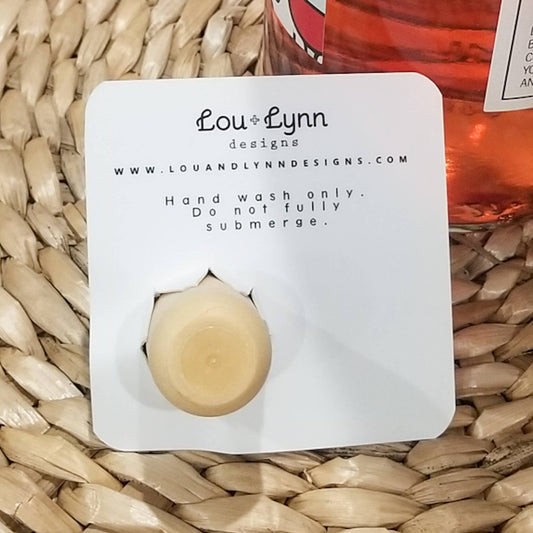 Lou + Lynn
designs
WWW.LOUANDLYNNDESIGNS.COM
Hand wash only.
Do not fully
submerge.